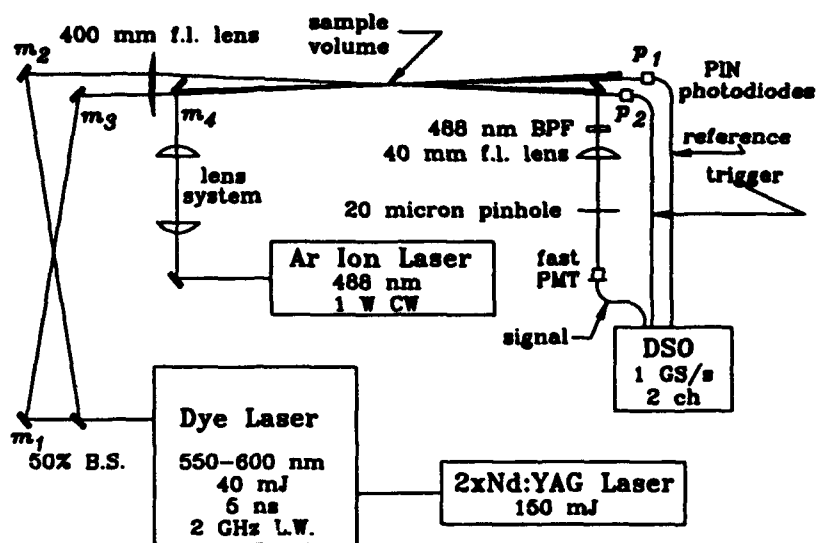 400 mm f.l. lens
sample
volume
m2
m3
m4
P1
PIN
photodiodes
P2
488 nm BPF
40 mm f.l. lens
reference
trigger
lens
system
20 micron pinhole
Ar Ion Laser
488 nm
1 W CW
fast
PMT
signal
DSO
1 GS/s
2 ch
m1
50% B.S.
Dye Laser
550-600 nm
40 mJ
5 ns
2 GHz L.W.
2xNd:YAG Laser
150 mJ